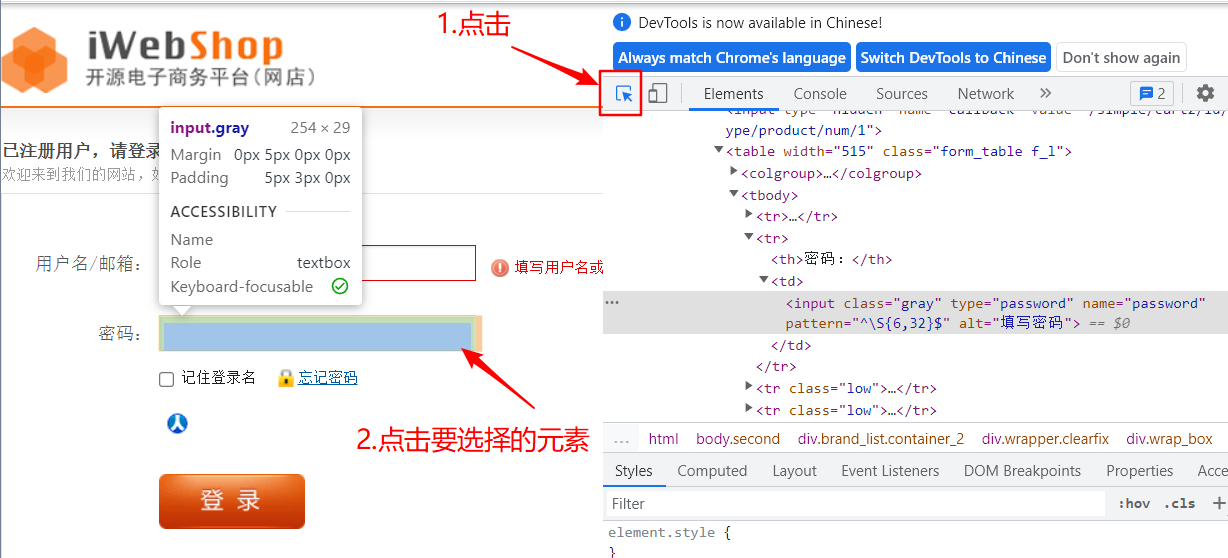 1.点击
iWebShop
开源电子商务平台(网店)
input.gray 254 × 29
Margin 0px 5px 0px 0px
Padding 5px 3px 0px
ACCESSIBILITY
Name
Role textbox
Keyboard-focusable
已注册用户，请登录
欢迎来到我们的网站，
用户名/邮箱：
填写用户名或
密码：
记住登录名 忘记密码
2.点击要选择的元素
登 录
DevTools is now available in Chinese!
Always match Chrome's language Switch DevTools to Chinese Don't show again
Elements Console Sources Network » 2
<input type="hidden" name="callback" value="/simple/cart2/id/
ype/product/num/1">
<table width="515" class="form_table f_l">
<colgroup>…</colgroup>
<tbody>
<tr>…</tr>
<tr>
<th>密码：</th>
<td>
<input class="gray" type="password" name="password"
pattern="^\S{6,32}$" alt="填写密码"> == $0
</td>
</tr>
<tr class="low">…</tr>
<tr class="low">…</tr>
... html body.second div.brand_list.container_2 div.wrapper.clearfix div.wrap_box
Styles Computed Layout Event Listeners DOM Breakpoints Properties Acce
Filter :hov .cls +
element.style {
}